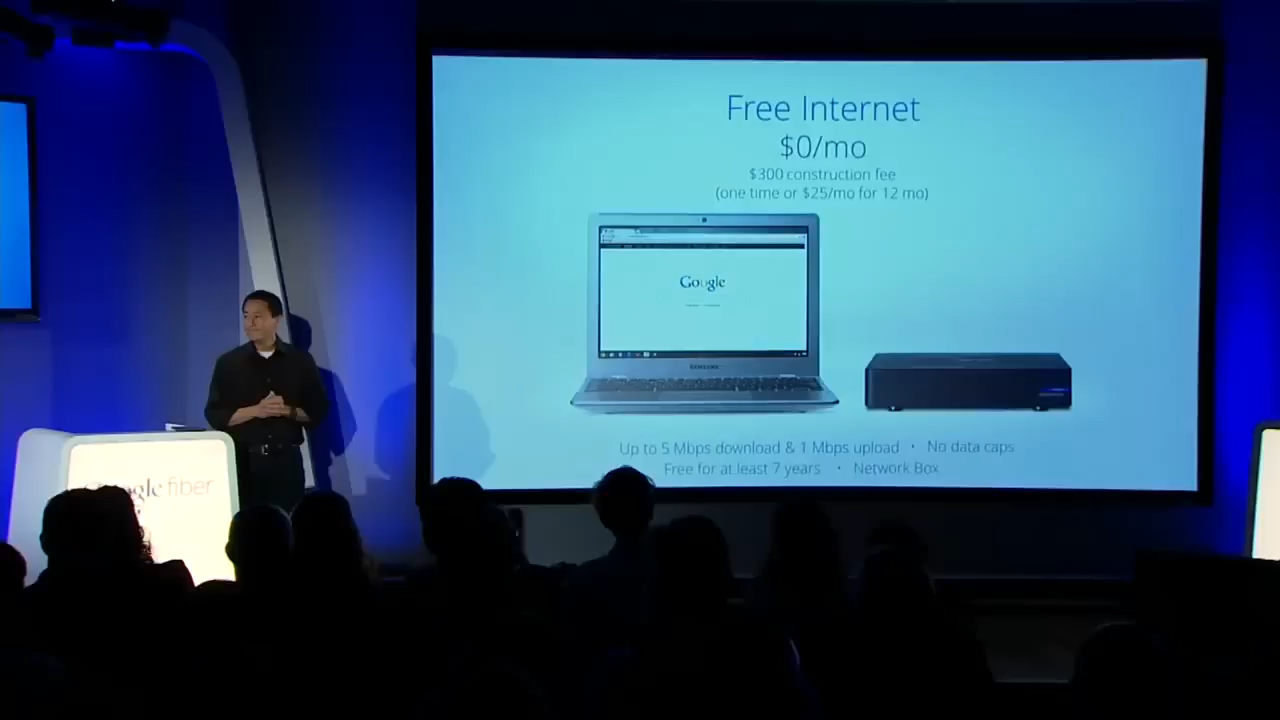 Free Internet
$0/mo
$300 construction fee
(one time or $25/mo for 12 mo)
Google
SAMSUNG
Up to 5 Mbps download & 1 Mbps upload • No data caps
Free for at least 7 years • Network Box
Google fiber